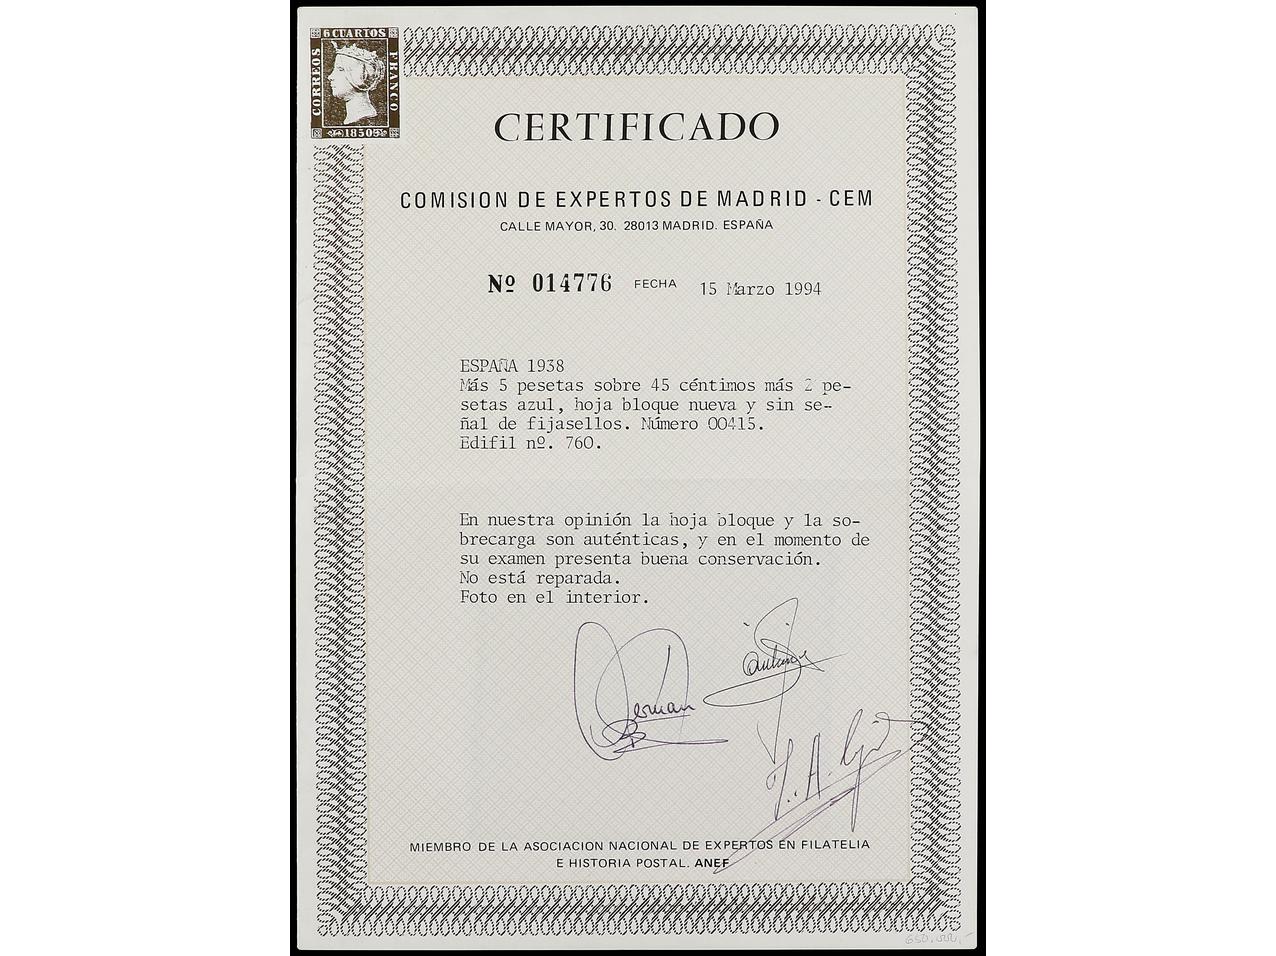 6 CUARTOS
CORREOS
FRANCO
1850
CERTIFICADO
COMISION DE EXPERTOS DE MADRID - CEM
CALLE MAYOR, 30. 28013 MADRID. ESPAÑA
Nº 014776 FECHA 15 Marzo 1994
ESPAÑA 1938
Más 5 pesetas sobre 45 céntimos más 2 pe-
setas azul, hoja bloque nueva y sin se-
ñal de fijasellos. Número 00415.
Edifil nº. 760.
En nuestra opinión la hoja bloque y la so-
brecarga son auténticas, y en el momento de
su examen presenta buena conservación.
No está reparada.
Foto en el interior.
MIEMBRO DE LA ASOCIACION NACIONAL DE EXPERTOS EN FILATELIA
E HISTORIA POSTAL. ANEF